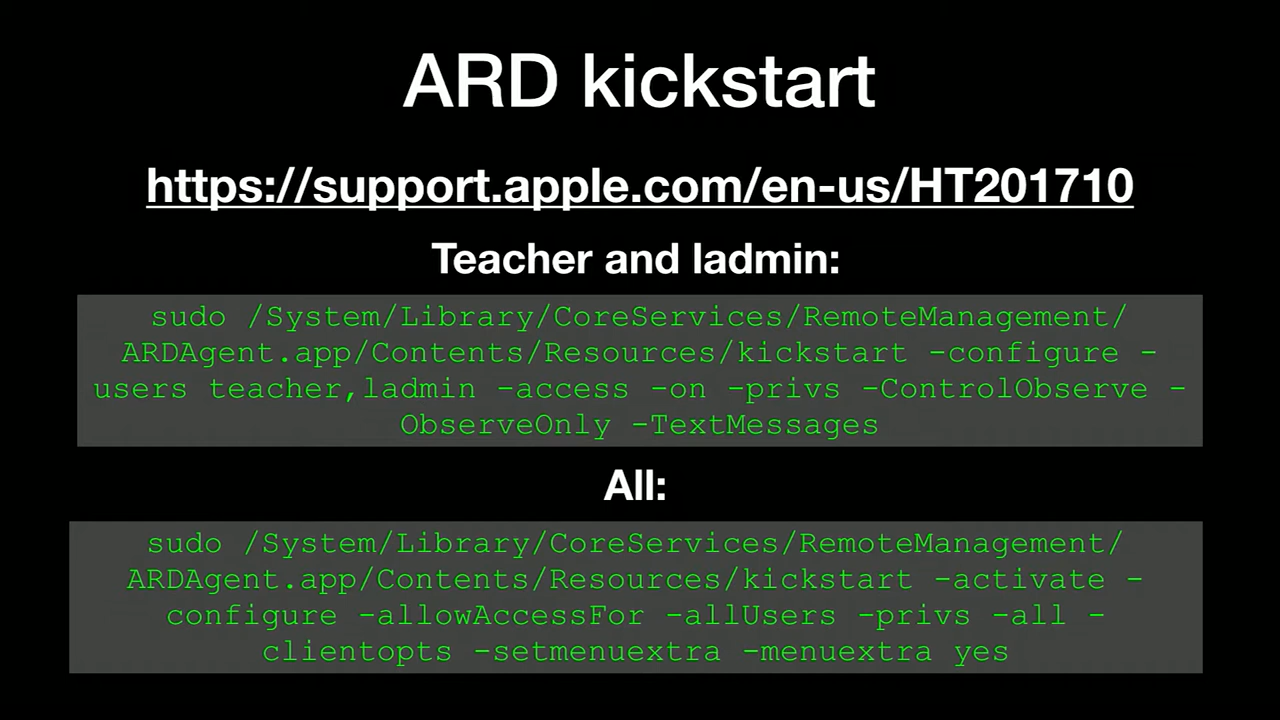 ARD kickstart
https://support.apple.com/en-us/HT201710
Teacher and ladmin:
sudo /System/Library/CoreServices/RemoteManagement/
ARDAgent.app/Contents/Resources/kickstart -configure -
users teacher,ladmin -access -on -privs -ControlObserve -
ObserveOnly -TextMessages
All:
sudo /System/Library/CoreServices/RemoteManagement/
ARDAgent.app/Contents/Resources/kickstart -activate -
configure -allowAccessFor -allUsers -privs -all -
clientopts -setmenuextra -menuextra yes